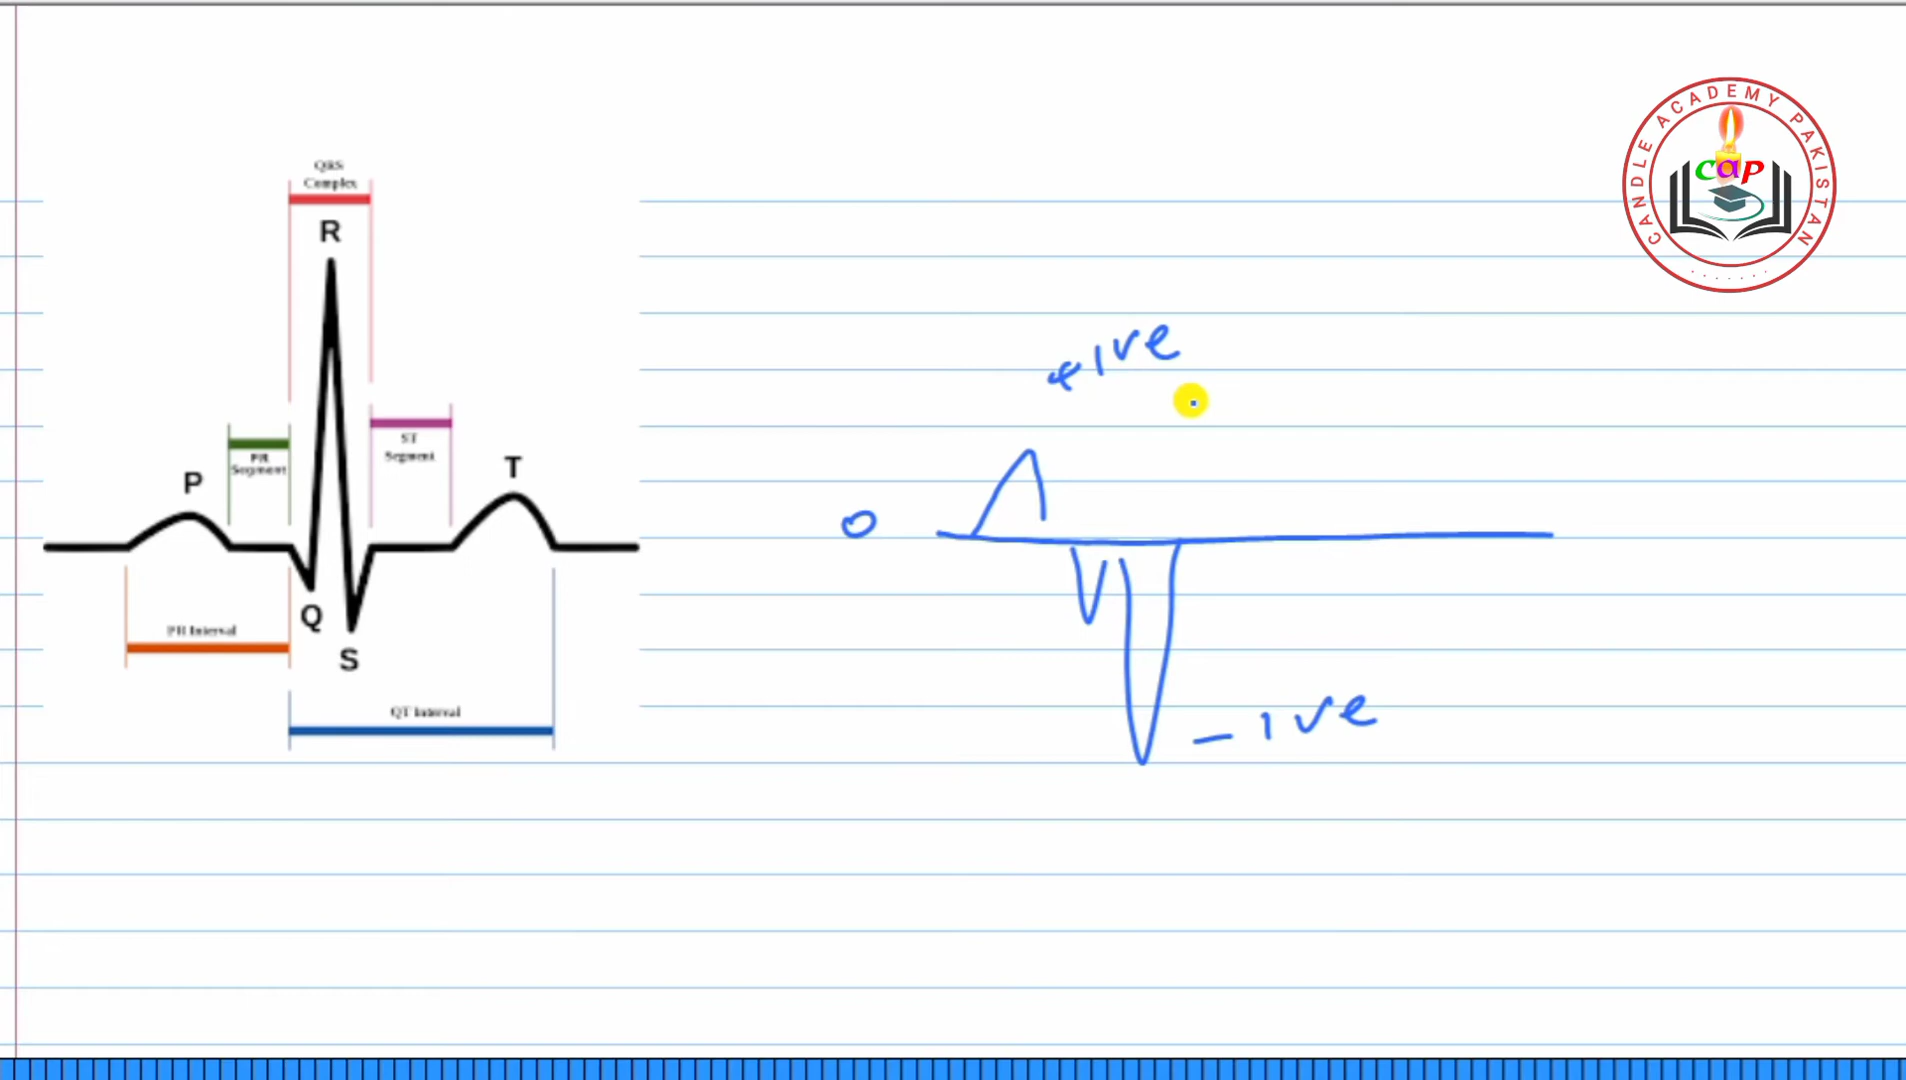 QRS
Complex
R
PR
Segment
ST
Segment
P
T
Q
S
PR Interval
QT Interval
+ive
0
-ive
CANDLE ACADEMY PAKISTAN
cap